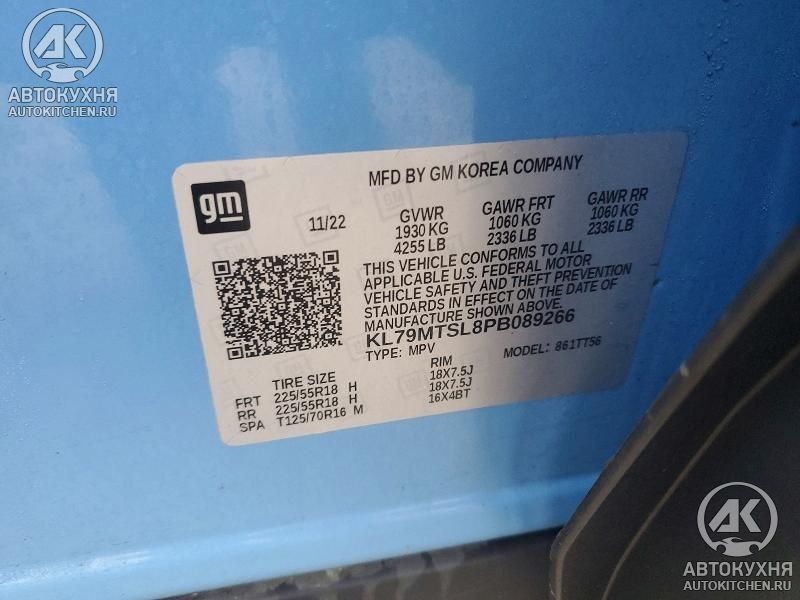 AK
АВТОКУХНЯ
AUTOKITCHEN.RU
MFD BY GM KOREA COMPANY
gm
11/22
GVWR GAWR FRT GAWR RR
1930 KG 1060 KG 1060 KG
4255 LB 2336 LB 2336 LB
THIS VEHICLE CONFORMS TO ALL
APPLICABLE U.S. FEDERAL MOTOR
VEHICLE SAFETY AND THEFT PREVENTION
STANDARDS IN EFFECT ON THE DATE OF
MANUFACTURE SHOWN ABOVE.
KL79MTSL8PB089266
TYPE: MPV MODEL: 861TT56
TIRE SIZE RIM
FRT 225/55R18 H 18X7.5J
RR 225/55R18 H 18X7.5J
SPA T125/70R16 M 16X4BT
AK
АВТОКУХНЯ
AUTOKITCHEN.RU